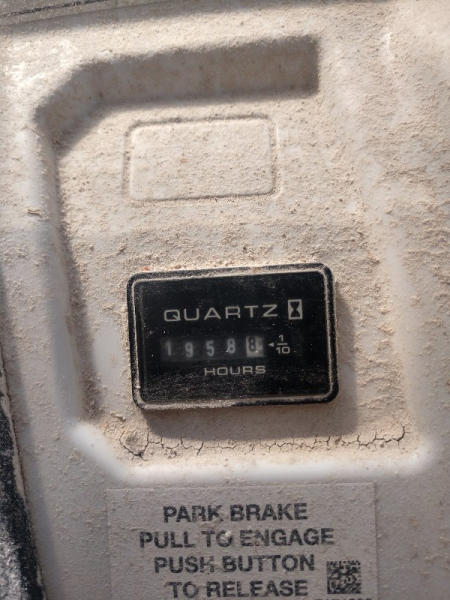 QUARTZ
19588 1/10
HOURS
PARK BRAKE
PULL TO ENGAGE
PUSH BUTTON
TO RELEASE